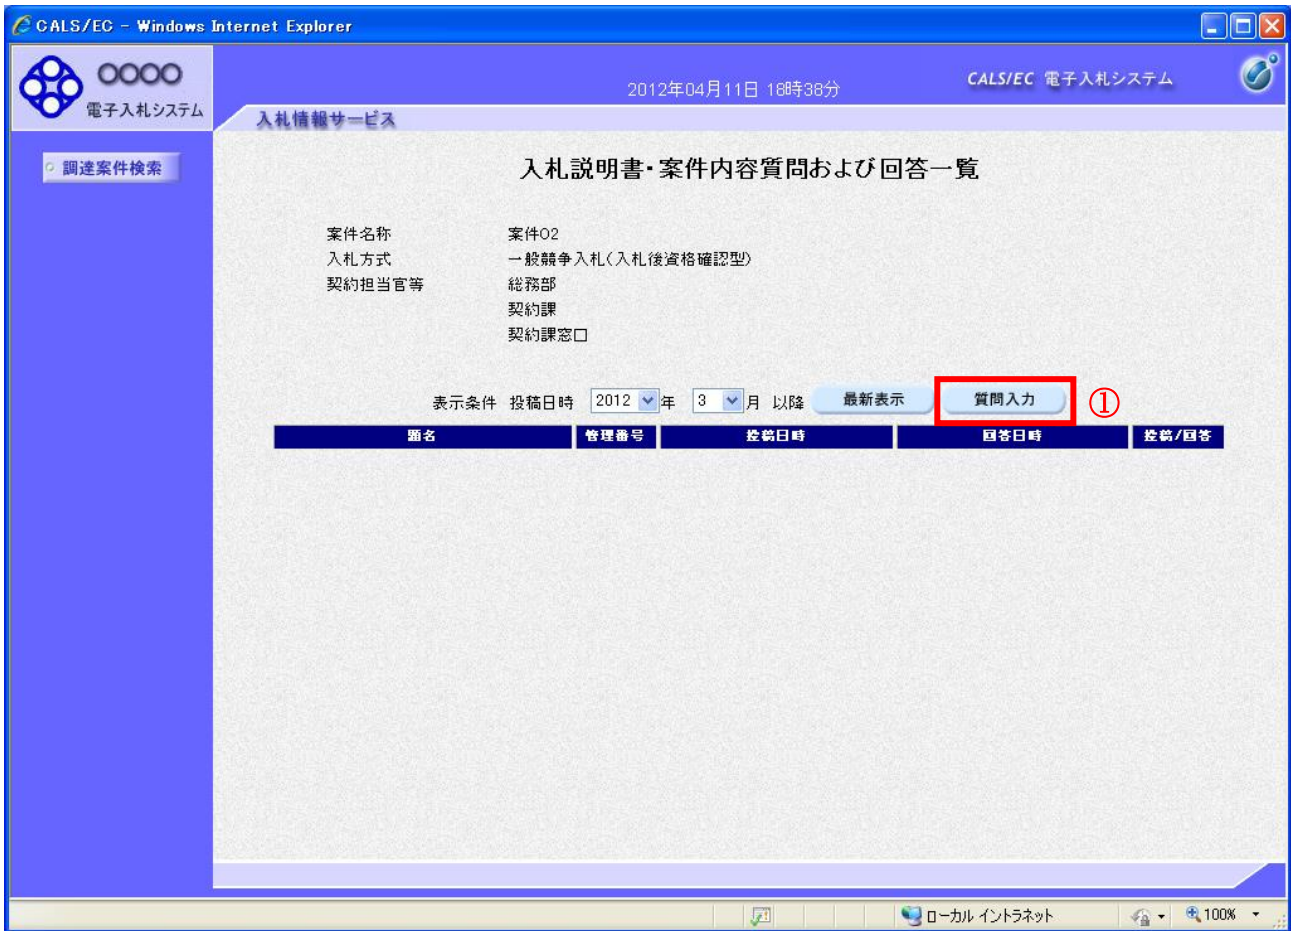 CALS/EC - Windows Internet Explorer
〇〇〇〇
電子入札システム
2012年04月11日 18時38分
CALS/EC 電子入札システム
入札情報サービス
調達案件検索
入札説明書・案件内容質問および回答一覧
案件名称 案件02
入札方式 一般競争入札(入札後資格確認型)
契約担当官等 総務部
契約課
契約課窓口
表示条件 投稿日時 2012 年 3 月 以降 最新表示 質問入力 ①
題名 管理番号 投稿日時 回答日時 投稿/回答
ローカル イントラネット 100%